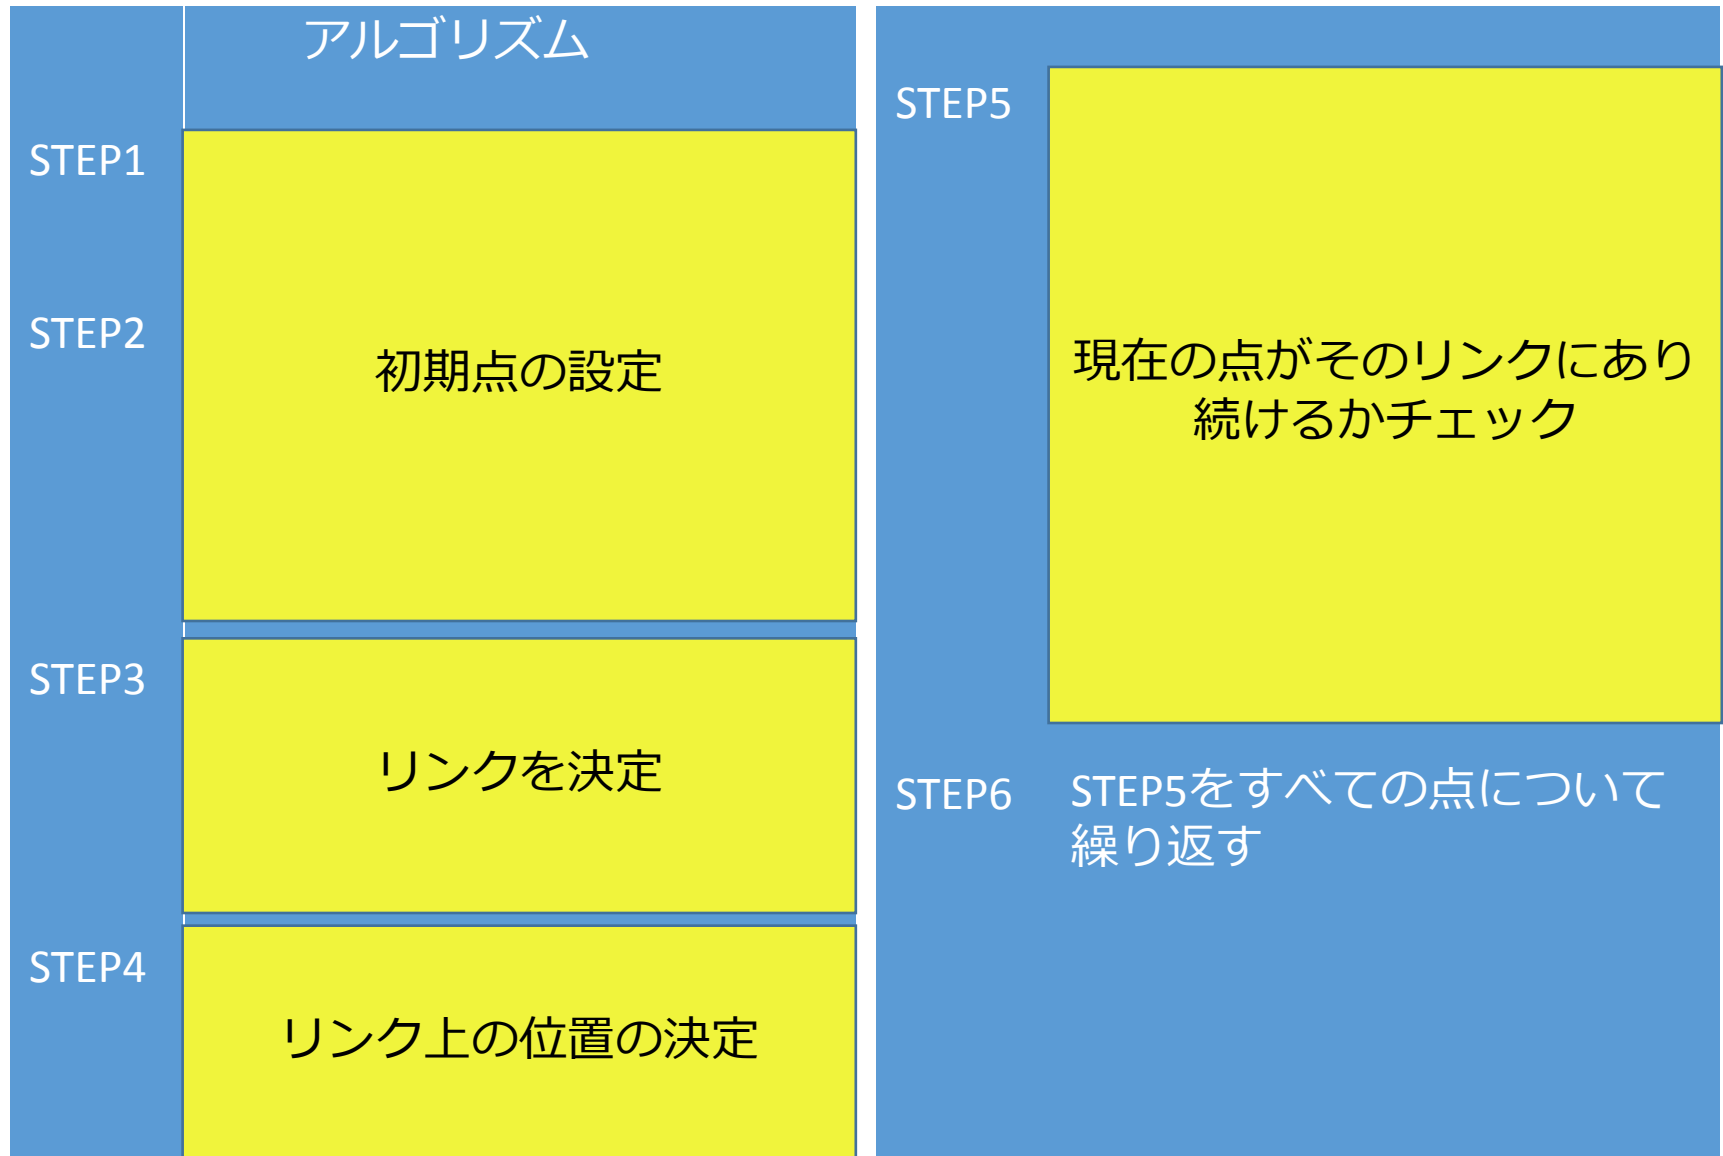 アルゴリズム
STEP1
STEP2
初期点の設定
STEP3
リンクを決定
STEP4
リンク上の位置の決定
STEP5
現在の点がそのリンクにあり
続けるかチェック
STEP6
STEP5をすべての点について
繰り返す